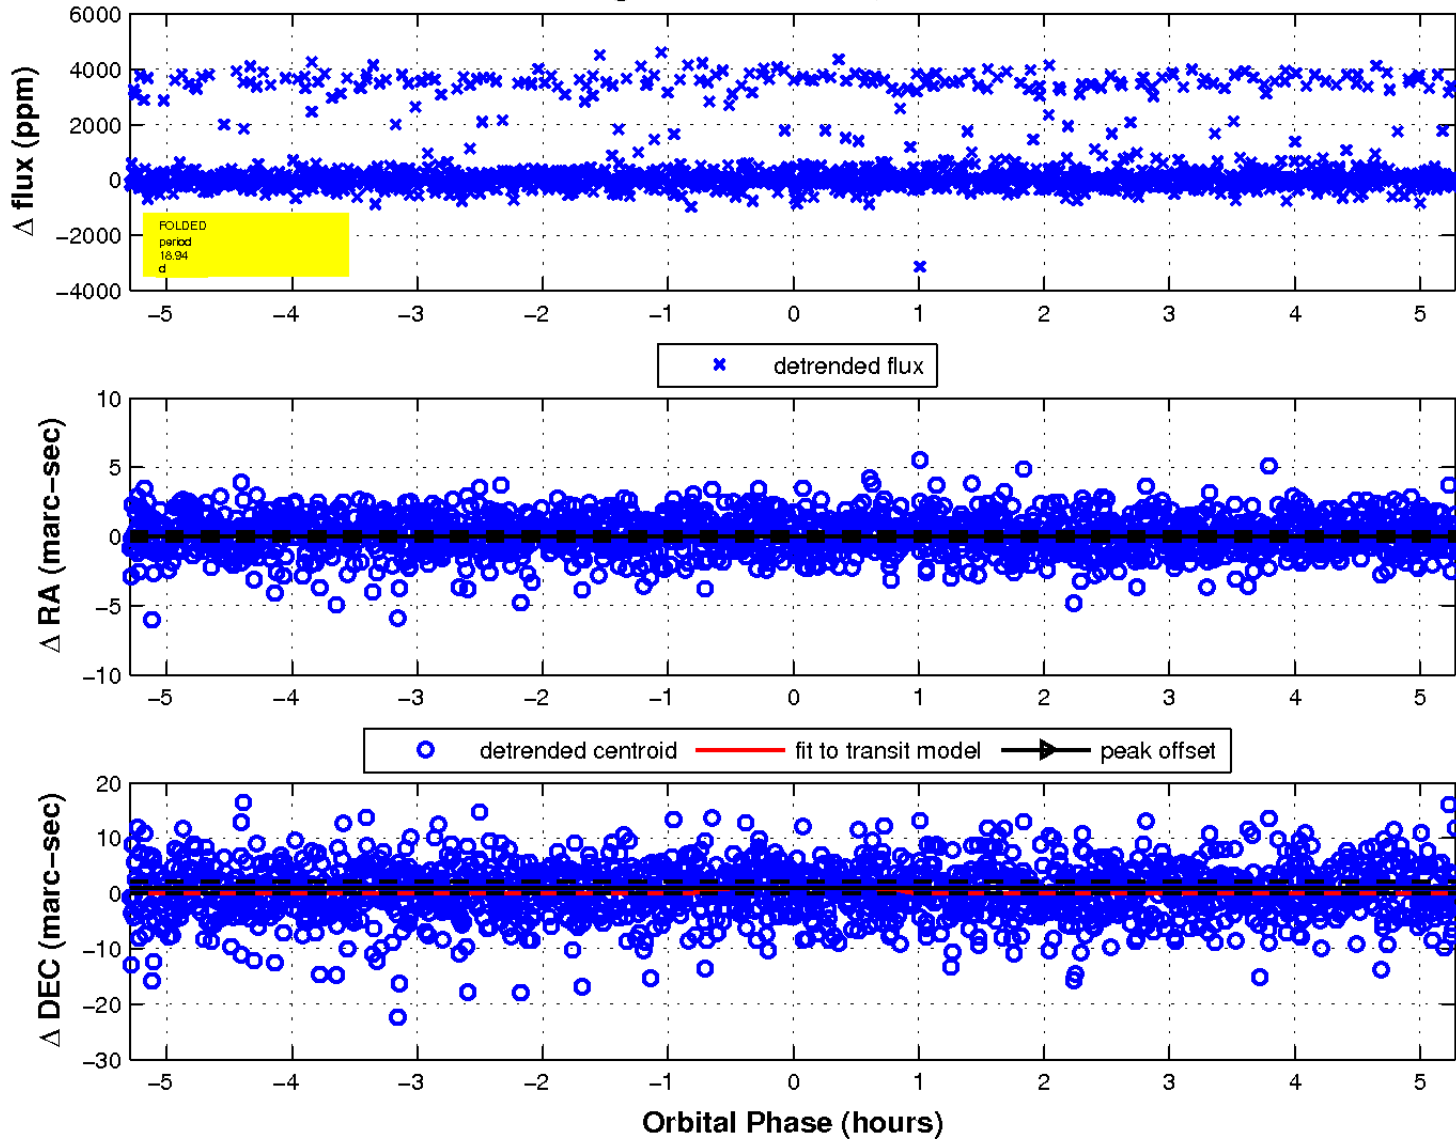 6000
4000
2000
0
−2000
−4000
Δ flux (ppm)
FOLDED
period
18.94
d
−5 −4 −3 −2 −1 0 1 2 3 4 5
detrended flux
10
5
0
−5
−10
Δ RA (marc−sec)
−5 −4 −3 −2 −1 0 1 2 3 4 5
detrended centroid fit to transit model peak offset
20
10
0
−10
−20
−30
Δ DEC (marc−sec)
−5 −4 −3 −2 −1 0 1 2 3 4 5
Orbital Phase (hours)